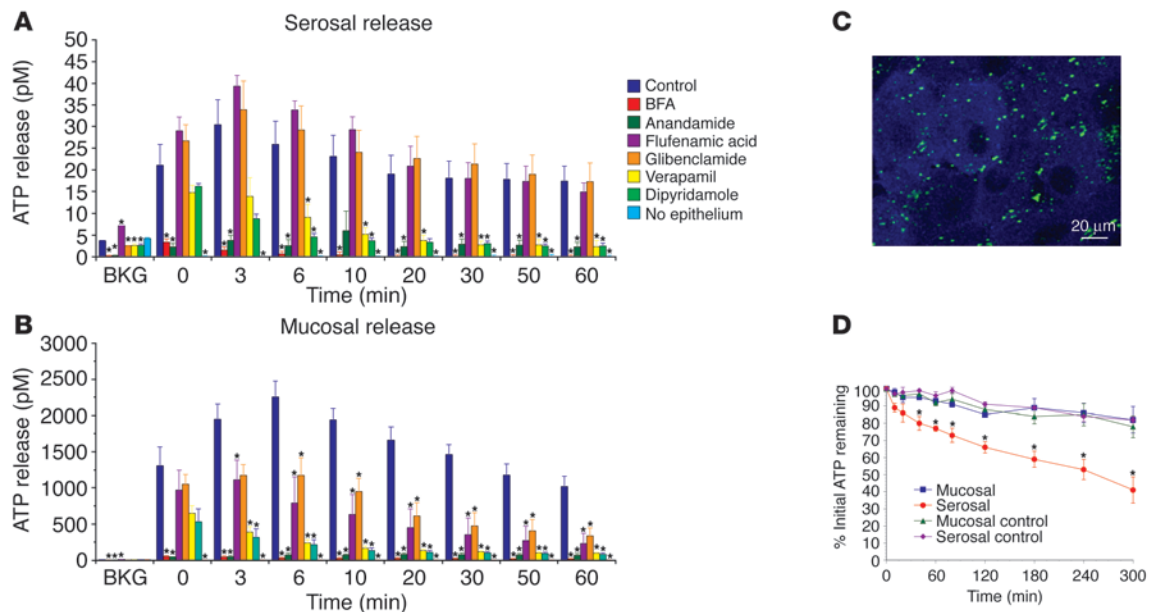 A
Serosal release
ATP release (pM)
50
45
40
35
30
25
20
15
10
5
0
BKG 0 3 6 10 20 30 50 60
Time (min)
Control
BFA
Anandamide
Flufenamic acid
Glibenclamide
Verapamil
Dipyridamole
No epithelium
B
Mucosal release
ATP release (pM)
3000
2500
2000
1500
1000
500
0
BKG 0 3 6 10 20 30 50 60
Time (min)
C
20 µm
D
% Initial ATP remaining
100
90
80
70
60
50
40
30
20
10
0
Mucosal
Serosal
Mucosal control
Serosal control
0 60 120 180 240 300
Time (min)